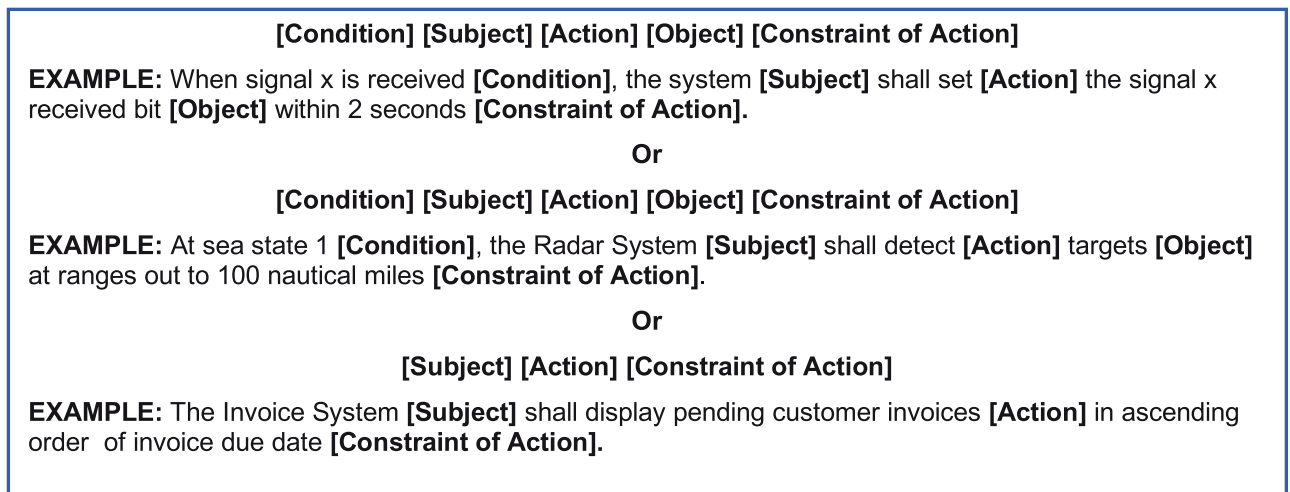 [Condition] [Subject] [Action] [Object] [Constraint of Action]
EXAMPLE: When signal x is received [Condition], the system [Subject] shall set [Action] the signal x
received bit [Object] within 2 seconds [Constraint of Action].
Or
[Condition] [Subject] [Action] [Object] [Constraint of Action]
EXAMPLE: At sea state 1 [Condition], the Radar System [Subject] shall detect [Action] targets [Object]
at ranges out to 100 nautical miles [Constraint of Action].
Or
[Subject] [Action] [Constraint of Action]
EXAMPLE: The Invoice System [Subject] shall display pending customer invoices [Action] in ascending
order  of invoice due date [Constraint of Action].